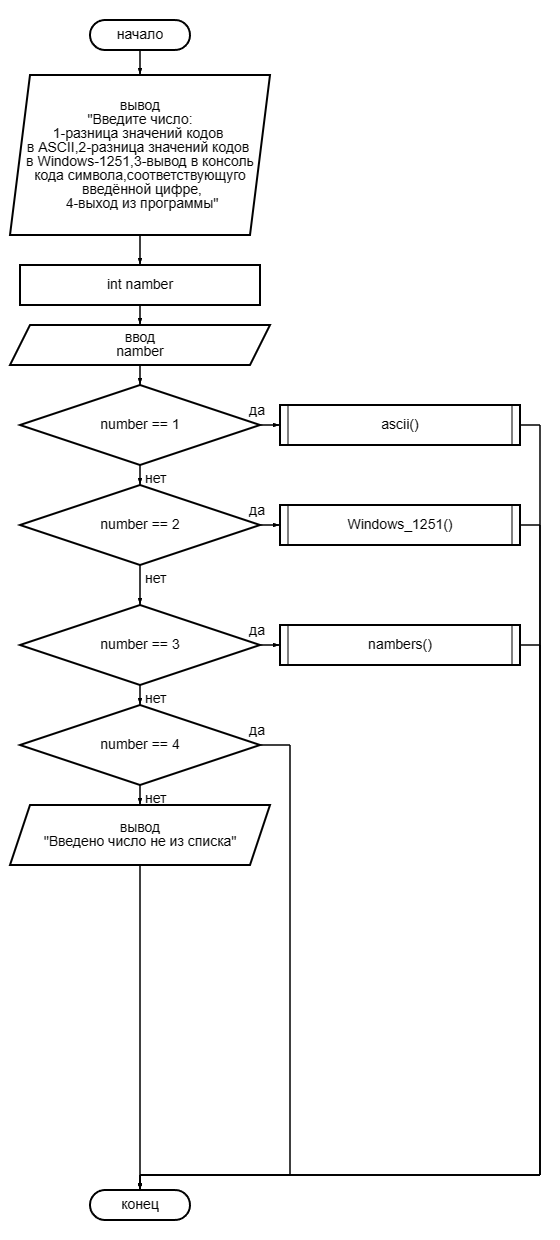 начало
вывод
"Введите число:
1-разница значений кодов
в ASCII,2-разница значений кодов
в Windows-1251,3-вывод в консоль
кода символа,соответствующуго
введённой цифре,
4-выход из программы"
int namber
ввод
namber
number == 1
да
ascii()
нет
number == 2
да
Windows_1251()
нет
number == 3
да
nambers()
нет
number == 4
да
нет
вывод
"Введено число не из списка"
конец